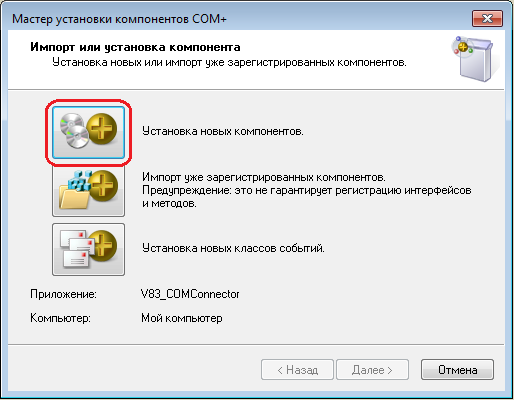 Мастер установки компонентов COM+
Импорт или установка компонента
Установка новых или импорт уже зарегистрированных компонентов.
Установка новых компонентов.
Импорт уже зарегистрированных компонентов.
Предупреждение: это не гарантирует регистрацию интерфейсов
и методов.
Установка новых классов событий.
Приложение: V83_COMConnector
Компьютер: Мой компьютер
< Назад Далее > Отмена